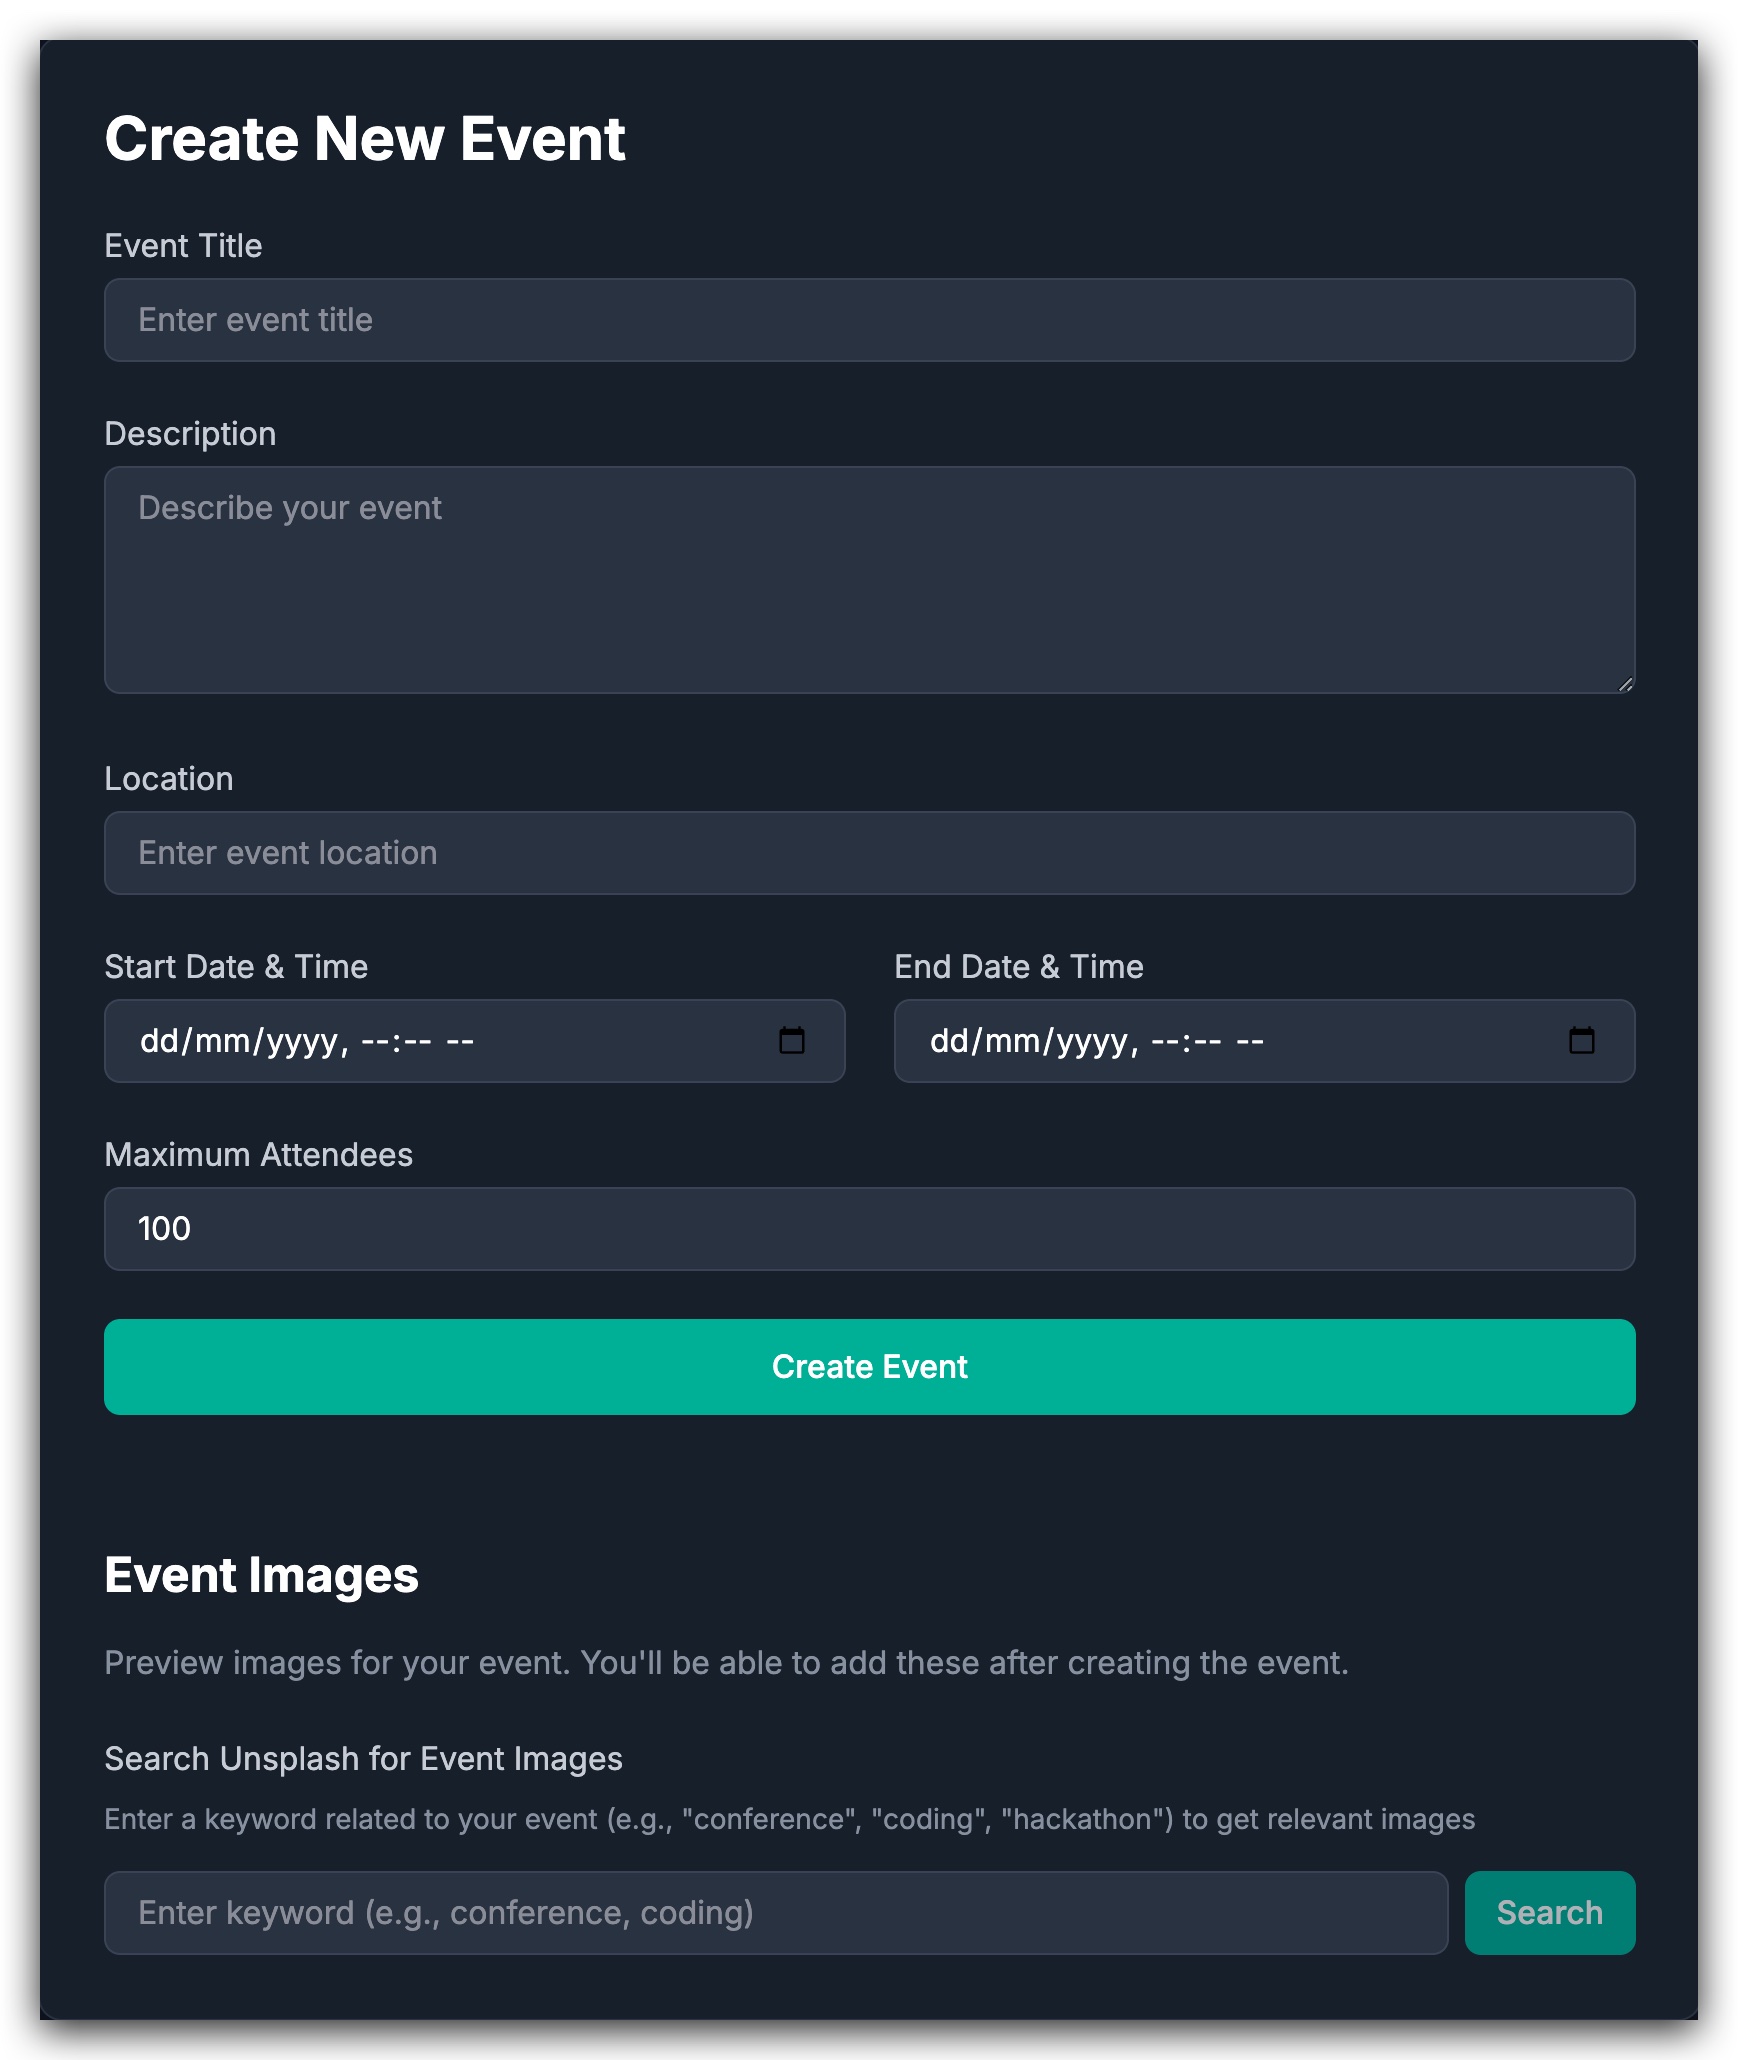 Create New Event
Event Title
Enter event title
Description
Describe your event
Location
Enter event location
Start Date & Time
End Date & Time
dd/mm/yyyy, --:-- --
dd/mm/yyyy, --:-- --
Maximum Attendees
100
Create Event
Event Images
Preview images for your event. You'll be able to add these after creating the event.
Search Unsplash for Event Images
Enter a keyword related to your event (e.g., "conference", "coding", "hackathon") to get relevant images
Enter keyword (e.g., conference, coding)
Search